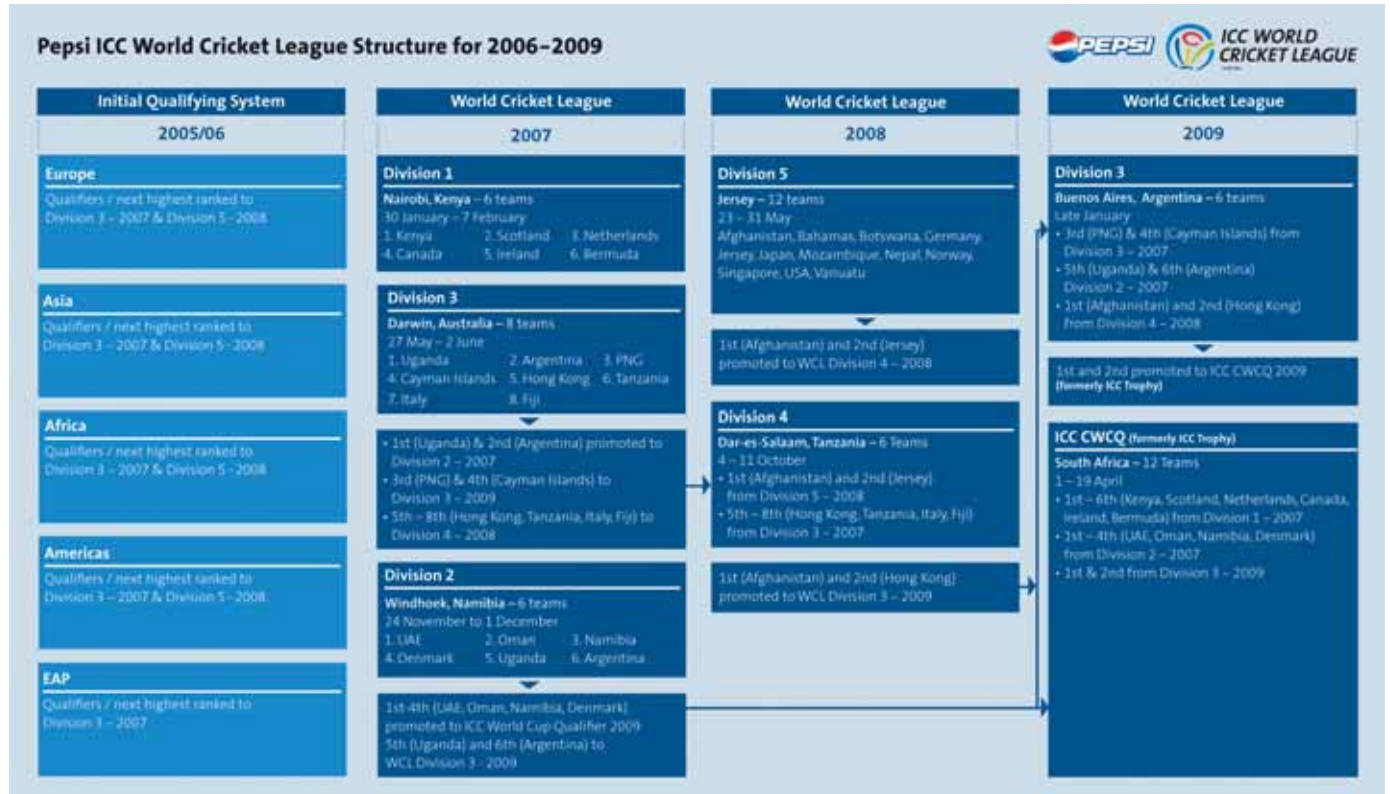 Pepsi ICC World Cricket League Structure for 2006–2009
PEPSI
ICC WORLD
CRICKET LEAGUE
Initial Qualifying System
2005/06
Europe
Qualifiers / next highest ranked to
Division 3 – 2007 & Division 5 - 2008
Asia
Qualifiers / next highest ranked to
Division 3 – 2007 & Division 5 - 2008
Africa
Qualifiers / next highest ranked to
Division 3 – 2007 & Division 5 - 2008
Americas
Qualifiers / next highest ranked to
Division 3 – 2007 & Division 5 - 2008
EAP
Qualifiers / next highest ranked to
Division 3 – 2007
World Cricket League
2007
Division 1
Nairobi, Kenya – 6 teams
30 January – 7 February
1. Kenya 2. Scotland 3. Netherlands
4. Canada 5. Ireland 6. Bermuda
Division 3
Darwin, Australia – 8 teams
27 May – 2 June
1. Uganda 2. Argentina 3. PNG
4. Cayman Islands 5. Hong Kong 6. Tanzania
7. Italy 8. Fiji
• 1st (Uganda) & 2nd (Argentina) promoted to
Division 2 – 2007
• 3rd (PNG) & 4th (Cayman Islands) to
Division 3 – 2009
• 5th – 8th (Hong Kong, Tanzania, Italy, Fiji) to
Division 4 – 2008
Division 2
Windhoek, Namibia – 6 teams
24 November to 1 December
1. UAE 2. Oman 3. Namibia
4. Denmark 5. Uganda 6. Argentina
1st-4th (UAE, Oman, Namibia, Denmark)
promoted to ICC World Cup Qualifier 2009
5th (Uganda) and 6th (Argentina) to
WCL Division 3 - 2009
World Cricket League
2008
Division 5
Jersey – 12 teams
23 – 31 May
Afghanistan, Bahamas, Botswana, Germany,
Jersey, Japan, Mozambique, Nepal, Norway,
Singapore, USA, Vanuatu
1st (Afghanistan) and 2nd (Jersey)
promoted to WCL Division 4 – 2008
Division 4
Dar-es-Salaam, Tanzania – 6 Teams
4 – 11 October
• 1st (Afghanistan) and 2nd (Jersey)
from Division 5 – 2008
• 5th – 8th (Hong Kong, Tanzania, Italy, Fiji)
from Division 3 – 2007
1st (Afghanistan) and 2nd (Hong Kong)
promoted to WCL Division 3 – 2009
World Cricket League
2009
Division 3
Buenos Aires, Argentina – 6 teams
Late January
• 3rd (PNG) & 4th (Cayman Islands) from
Division 3 – 2007
• 5th (Uganda) & 6th (Argentina)
Division 2 – 2007
• 1st (Afghanistan) and 2nd (Hong Kong)
from Division 4 – 2008
1st and 2nd promoted to ICC CWCQ 2009
(formerly ICC Trophy)
ICC CWCQ (formerly ICC Trophy)
South Africa – 12 Teams
1 – 19 April
• 1st – 6th (Kenya, Scotland, Netherlands, Canada,
Ireland, Bermuda) from Division 1 – 2007
• 1st – 4th (UAE, Oman, Namibia, Denmark)
from Division 2 – 2007
• 1st & 2nd from Division 3 – 2009